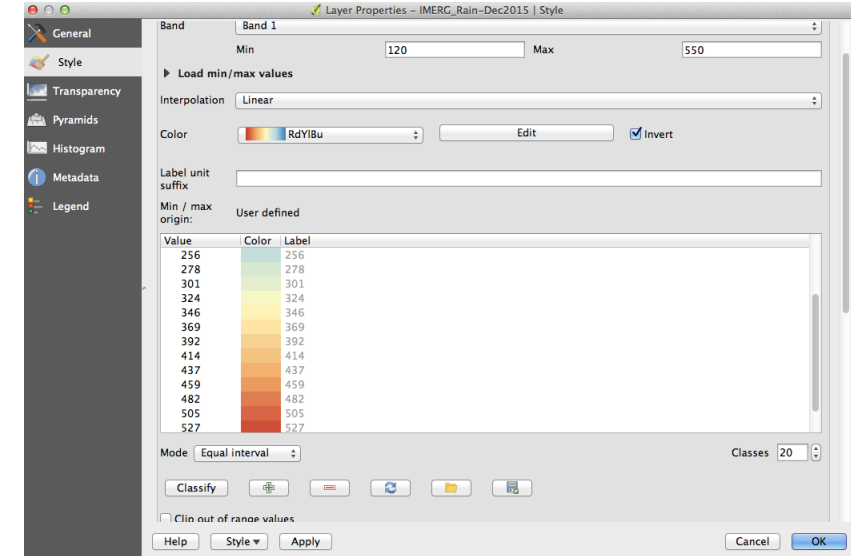 Layer Properties – IMERG_Rain-Dec2015 | Style
General
Style
Transparency
Pyramids
Histogram
Metadata
Legend
Band Band 1
Min 120 Max 550
Load min/max values
Interpolation Linear
Color RdYlBu Edit Invert
Label unit
suffix
Min / max
origin: User defined
Value Color Label
256 256
278 278
301 301
324 324
346 346
369 369
392 392
414 414
437 437
459 459
482 482
505 505
527 527
Mode Equal interval Classes 20
Classify
Clip out of range values
Help Style Apply Cancel OK